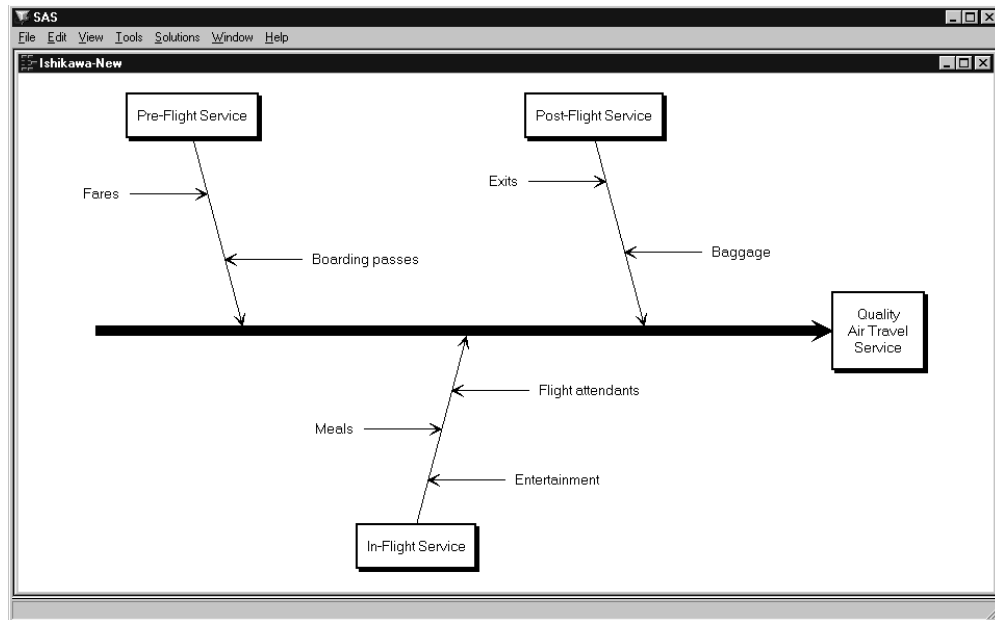 SAS
File Edit View Tools Solutions Window Help
Ishikawa-New
Pre-Flight Service
Post-Flight Service
Fares
Exits
Boarding passes
Baggage
Quality
Air Travel
Service
Flight attendants
Meals
Entertainment
In-Flight Service